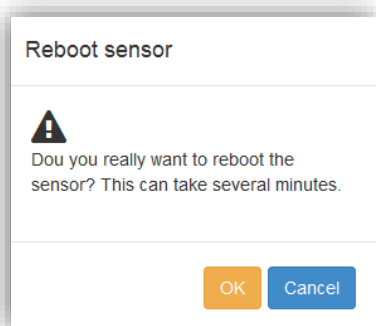 Reboot sensor
Dou you really want to reboot the
sensor? This can take several minutes.
OK
Cancel